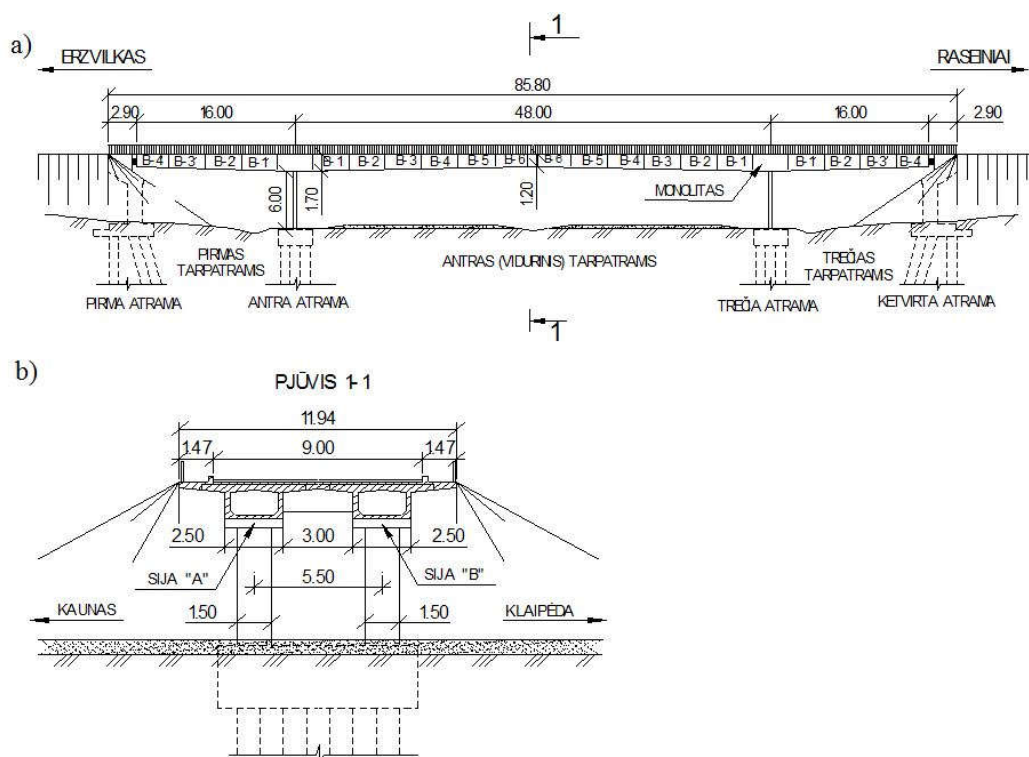 a)
1
ERZVILKAS
RASEINIAI
85.80
2.90 16.00 48.00 16.00 2.90
B-4' B-3' B-2 B-1' B-1 B-2 B-3 B-4 B-5 B-6 B-6 B-5 B-4 B-3 B-2 B-1 B-1' B-2 B-3' B-4'
6.00 1.70 1.20 MONOLITAS
PIRMAS TARPATRAMIS
ANTRAS (VIDURINIS) TARPATRAMIS
TREČIAS TARPATRAMIS
PIRMA ATRAMA ANTRA ATRAMA TREČIA ATRAMA KETVIRTA ATRAMA
1
b)
PJŪVIS 1-1
11.94
1.47 9.00 1.47
2.50 3.00 2.50
SIJA "A" 5.50 SIJA "B"
KAUNAS 1.50 1.50 KLAIPĖDA